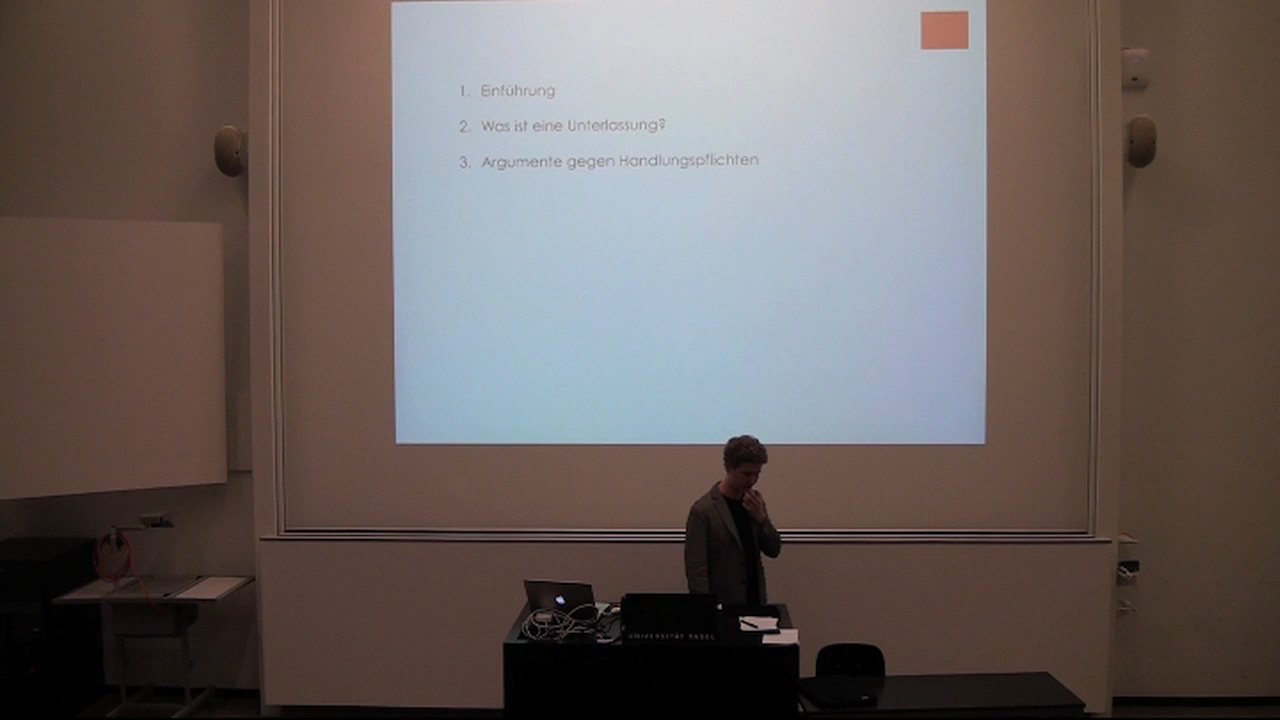 1. Einführung
2. Was ist eine Unterlassung?
3. Argumente gegen Handlungspflichten
UNIVERSITÄT BASEL